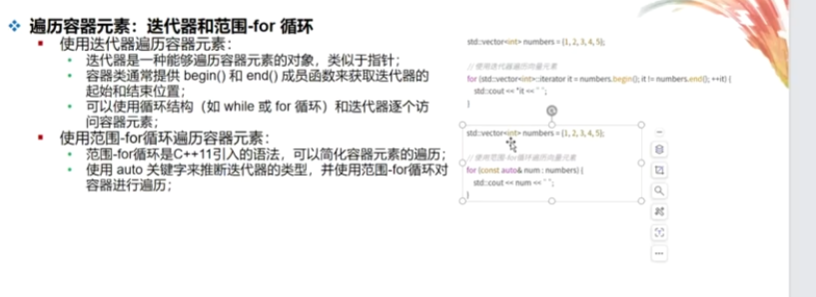 遍历容器元素：迭代器和范围-for 循环
使用迭代器遍历容器元素：
迭代器是一种能够遍历容器元素的对象，类似于指针；
容器类通常提供 begin() 和 end() 成员函数来获取迭代器的
起始和结束位置；
可以使用循环结构（如 while 或 for 循环）和迭代器逐个访
问容器元素；
使用范围-for循环遍历容器元素：
范围-for循环是C++11引入的语法，可以简化容器元素的遍历；
使用 auto 关键字来推断迭代器的类型，并使用范围-for循环对
容器进行遍历；
std::vector<int> numbers = {1, 2, 3, 4, 5};
// 使用迭代器遍历向量元素
for (std::vector<int>::iterator it = numbers.begin(); it != numbers.end(); ++it) {
std::cout << *it << " ";
}
std::vector<int> numbers = {1, 2, 3, 4, 5};
// 使用范围-for循环遍历向量元素
for (const auto& num : numbers) {
std::cout << num << " ";
}